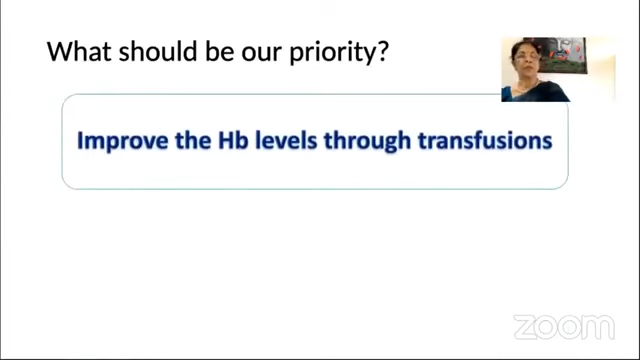 What should be our priority?
Improve the Hb levels through transfusions
zoom